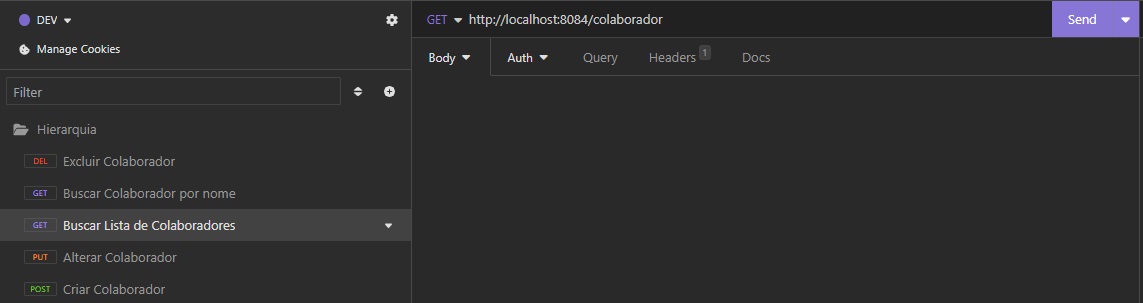 DEV
Manage Cookies
Filter
Hierarquia
DEL Excluir Colaborador
GET Buscar Colaborador por nome
GET Buscar Lista de Colaboradores
PUT Alterar Colaborador
POST Criar Colaborador
GET http://localhost:8084/colaborador Send
Body Auth Query Headers 1 Docs